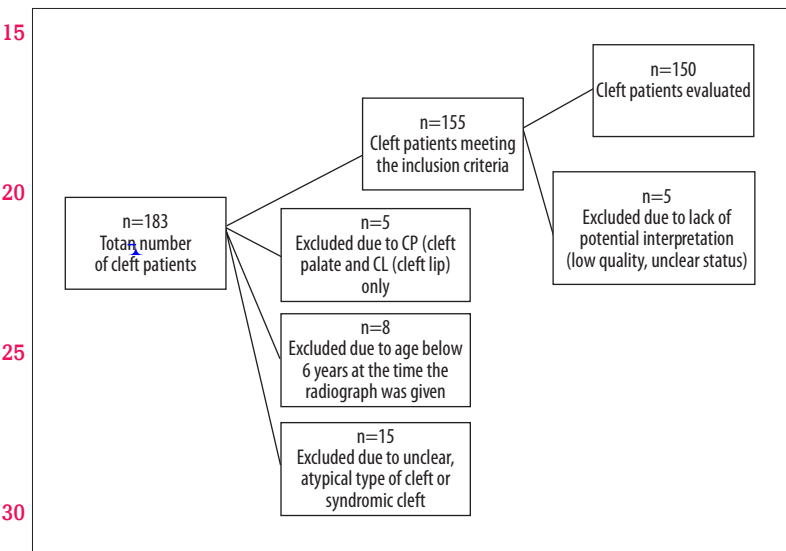 15
20
25
30
n=183
Totan number
of cleft patients
n=155
Cleft patients meeting
the inclusion criteria
n=5
Excluded due to CP (cleft
palate and CL (cleft lip)
only
n=8
Excluded due to age below
6 years at the time the
radiograph was given
n=15
Excluded due to unclear,
atypical type of cleft or
syndromic cleft
n=150
Cleft patients evaluated
n=5
Excluded due to lack of
potential interpretation
(low quality, unclear status)